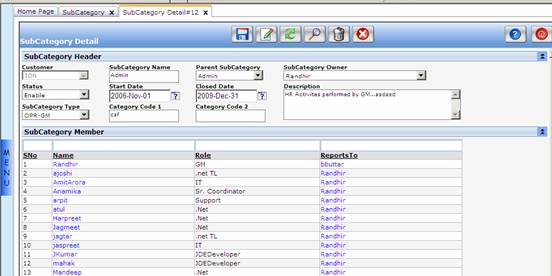 Home Page SubCategory x SubCategory Detail#12 x
SubCategory Detail
SubCategory Header
Customer SubCategory Name Parent SubCategory SubCategory Owner
ION Admin Admin Randhir
Status Start Date Closed Date Description
Enable 2006-Nov-01 ? 2009-Dec-31 ? HR Activites performed by GM...asdasd
SubCategory Type Category Code 1 Category Code 2
OPR-GM caf
SubCategory Member
MENU
SNo Name Role ReportsTo
1 Randhir GM bbuttar
2 ajoshi .net TL Randhir
3 AmitArora IT Randhir
4 Anamika Sr. Coordinator Randhir
5 arpit Support Randhir
6 atul .Net Randhir
7 Harpreet .Net Randhir
8 Jagmeet .Net Randhir
9 jagtar .net TL Randhir
10 jaspreet IT Randhir
11 JKumar JDEDeveloper Randhir
12 mahak JDEDeveloper Randhir
13 Mandeep .Net Randhir